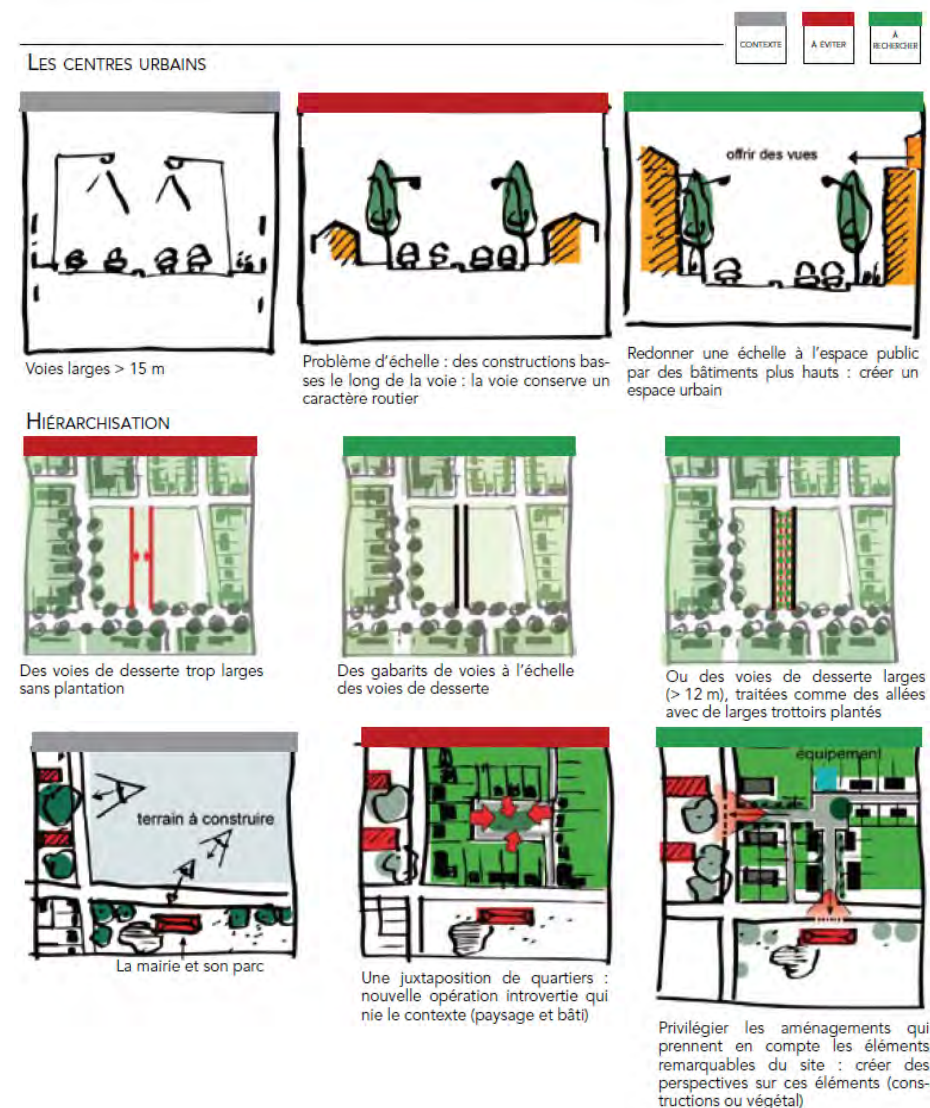 CONTEXTE
À ÉVITER
À
RECHERCHER
LES CENTRES URBAINS
offrir des vues
Voies larges > 15 m
Problème d'échelle : des constructions bas-
ses le long de la voie : la voie conserve un
caractère routier
Redonner une échelle à l'espace public
par des bâtiments plus hauts : créer un
espace urbain
HIÉRARCHISATION
Des voies de desserte trop larges
sans plantation
Des gabarits de voies à l'échelle
des voies de desserte
Ou des voies de desserte larges
(> 12 m), traitées comme des allées
avec de larges trottoirs plantés
terrain à construire
La mairie et son parc
Une juxtaposition de quartiers :
nouvelle opération introvertie qui
nie le contexte (paysage et bâti)
équipement
Privilégier les aménagements qui
prennent en compte les éléments
remarquables du site : créer des
perspectives sur ces éléments (cons-
tructions ou végétal)